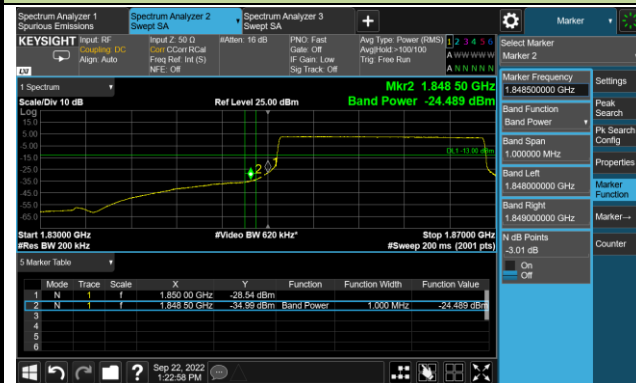 Spectrum Analyzer 1
Spurious Emissions
Spectrum Analyzer 2
Swept SA
Spectrum Analyzer 3
Swept SA
+
Marker
KEYSIGHT
Input: RF
Coupling: DC
Align: Auto
Input Z: 50 Ω
Corr CCorr RCal
Freq Ref: Int (S)
NFE: Off
#Atten: 16 dB
PNO: Fast
Gate: Off
IF Gain: Low
Sig Track: Off
Avg Type: Power (RMS)
Avg|Hold:>100/100
Trig: Free Run
1 2 3 4 5 6
A W W W W W
A N N N N N
LXI
Select Marker
Marker 2
Marker Frequency
1.848500000 GHz
Band Function
Band Power
Band Span
1.000000 MHz
Band Left
1.848000000 GHz
Band Right
1.849000000 GHz
N dB Points
-3.01 dB
On
Off
Settings
Peak
Search
Pk Search
Config
Properties
Marker
Function
Marker→
Counter
1 Spectrum
Scale/Div 10 dB
Ref Level 25.00 dBm
Mkr2 1.848 50 GHz
Band Power -24.489 dBm
Log
15.0
5.00
-5.00
-15.0
-25.0
-35.0
-45.0
-55.0
-65.0
DL1 -13.00 dBm
2
1
Start 1.83000 GHz
#Res BW 200 kHz
#Video BW 620 kHz*
Stop 1.87000 GHz
#Sweep 200 ms (2001 pts)
5 Marker Table
Mode Trace Scale X Y Function Function Width Function Value
1 N 1 f 1.850 00 GHz -28.54 dBm
2 N 1 f 1.848 50 GHz -34.99 dBm Band Power 1.000 MHz -24.489 dBm
3
4
5
6
?
Sep 22, 2022
1:22:58 PM